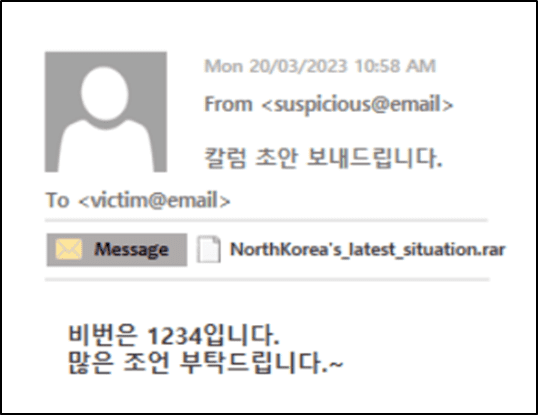 Mon 20/03/2023 10:58 AM
From <suspicious@email>
칼럼 초안 보내드립니다.
To <victim@email>
Message NorthKorea's_latest_situation.rar
비번은 1234입니다.
많은 조언 부탁드립니다.~